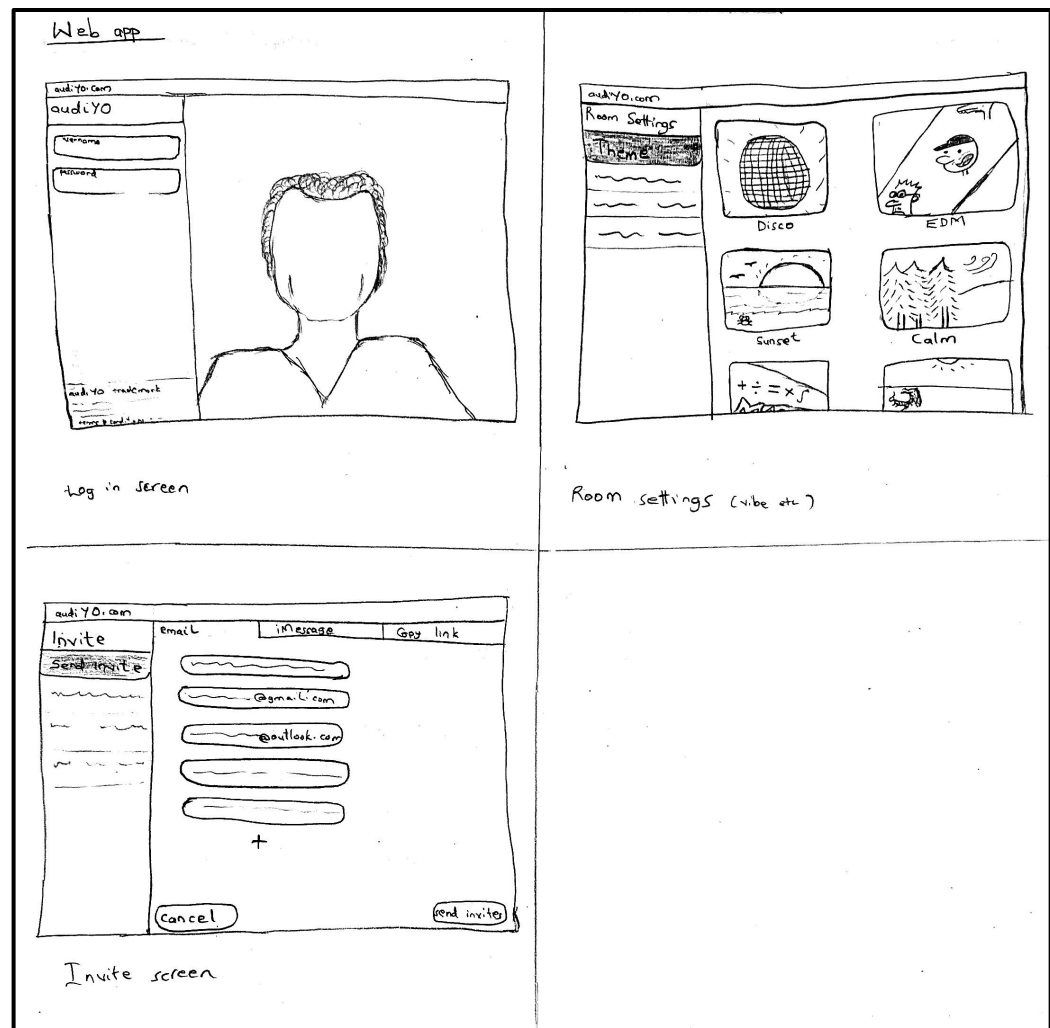 Web app
audiYO.com
audiYO
username
password
audiYO trademark
terms & conditions
Log in screen
audiYO.com
Room Settings
Theme
Disco
EDM
Sunset
Calm
+ ÷ = × ∫
Room settings (vibe etc)
audiYO.com
Invite
email
iMessage
Copy link
Send invite
@gmail.com
@outlook.com
+
Cancel
send invites
Invite screen